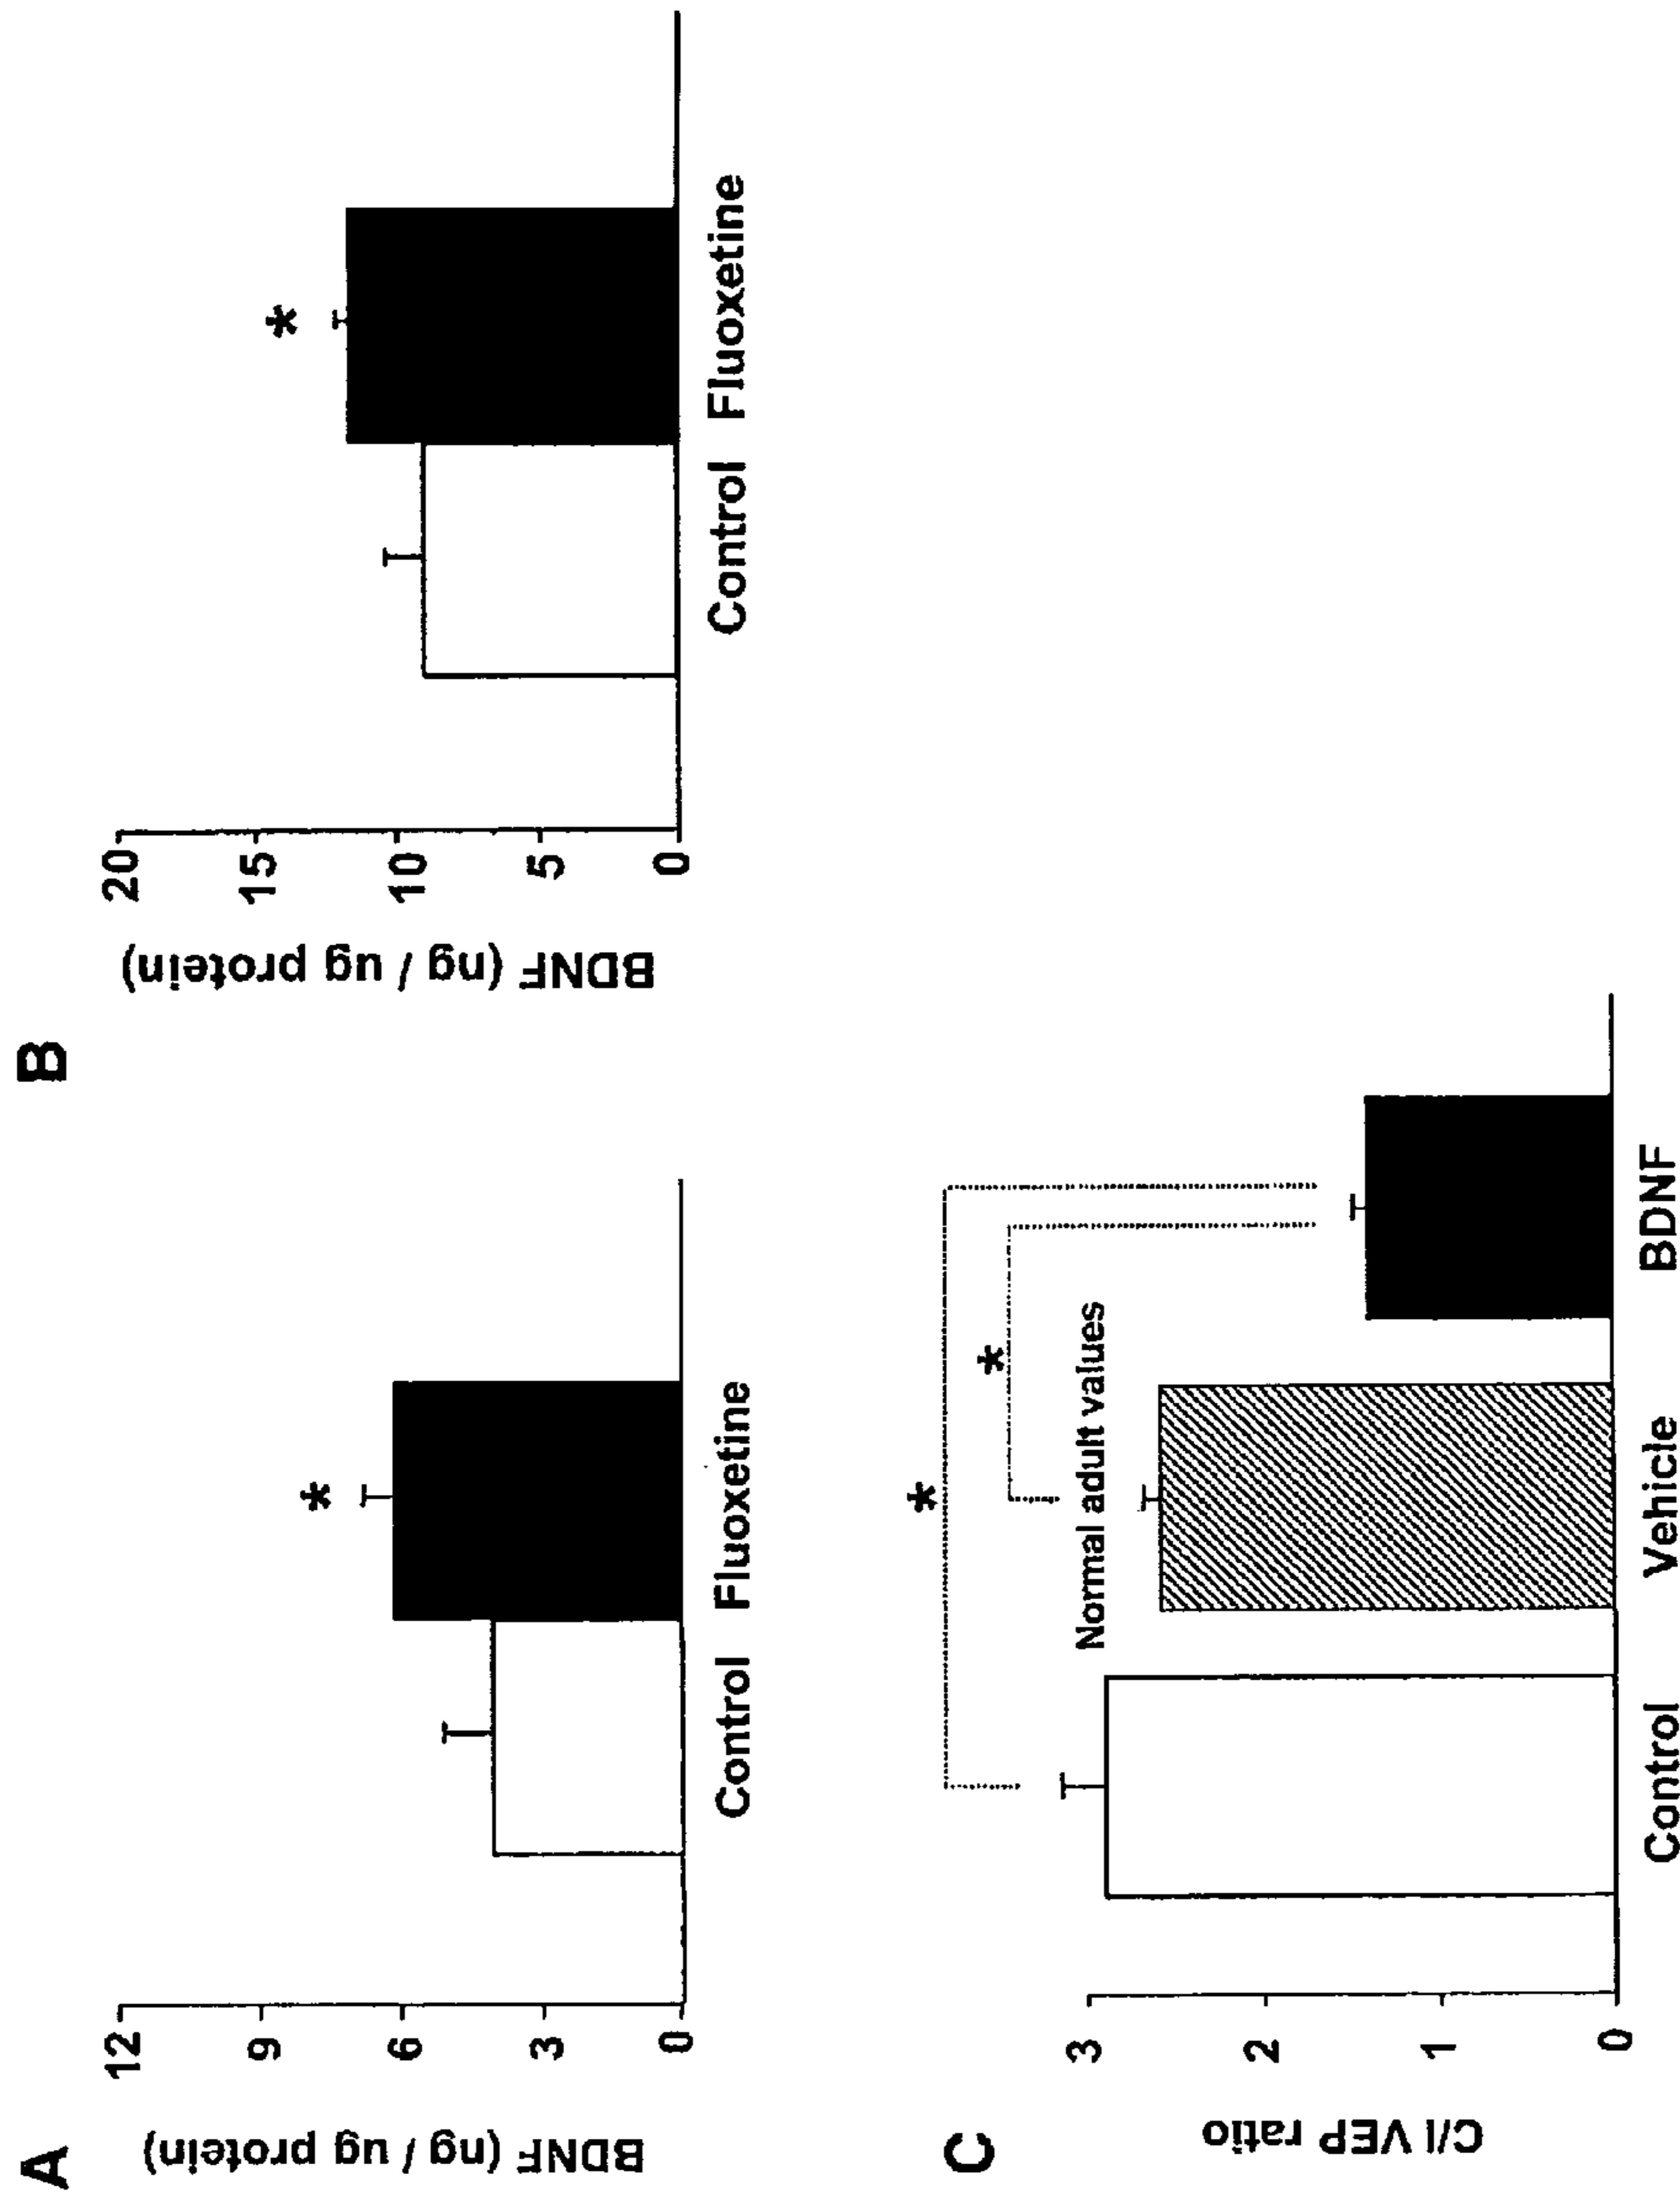 A
BDNF (ng / ug protein)
12
9
6
3
0
*
Control Fluoxetine
B
BDNF (ng / ug protein)
20
15
10
5
0
*
Control Fluoxetine
C
C/I VEP ratio
3
2
1
0
*
*
Normal adult values
Control Vehicle BDNF